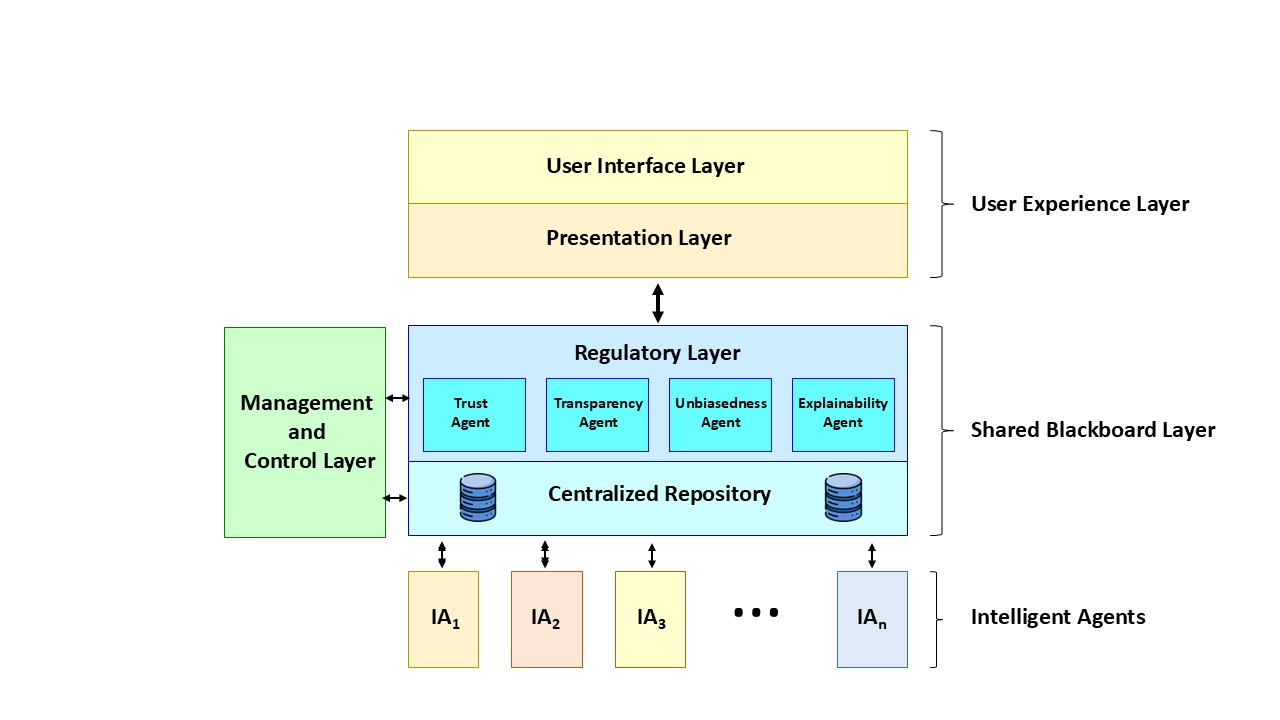 User Interface Layer
User Experience Layer
Presentation Layer
Regulatory Layer
Management
and
Control Layer
Trust
Agent
Transparency
Agent
Unbiasedness
Agent
Explainability
Agent
Shared Blackboard Layer
Centralized Repository
IA1
IA2
IA3
...
IAn
Intelligent Agents